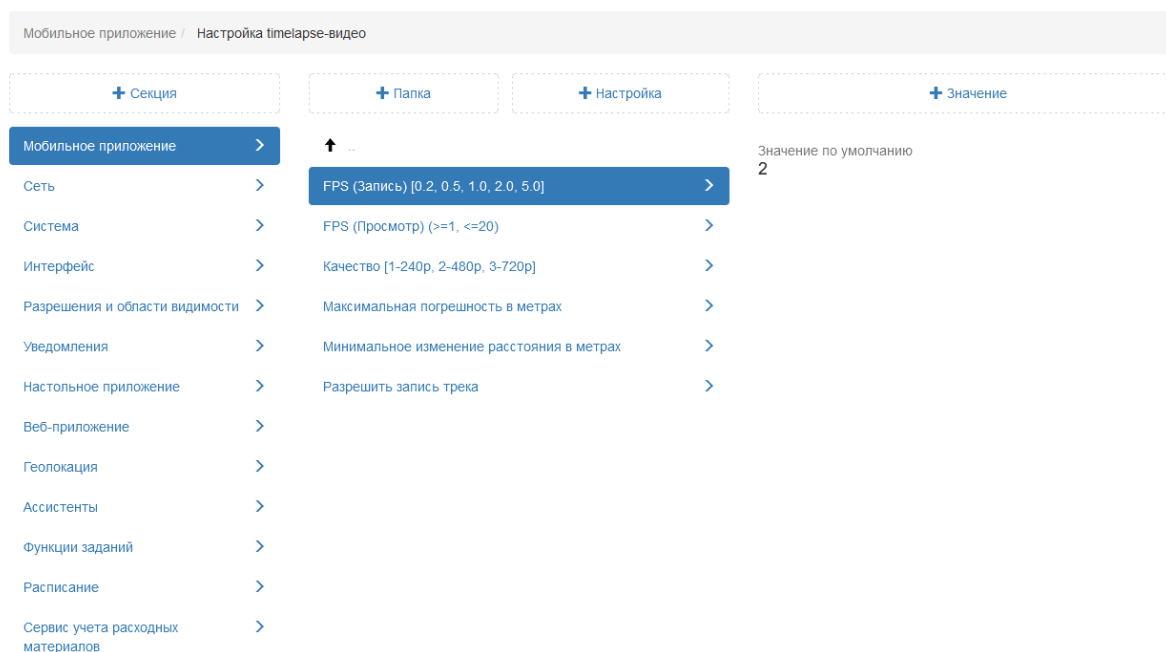 Мобильное приложение / Настройка timelapse-видео
+ Секция
+ Папка
+ Настройка
+ Значение
Мобильное приложение
Сеть
Система
Интерфейс
Разрешения и области видимости
Уведомления
Настольное приложение
Веб-приложение
Геолокация
Ассистенты
Функции заданий
Расписание
Сервис учета расходных
материалов
..
FPS (Запись) [0.2, 0.5, 1.0, 2.0, 5.0]
FPS (Просмотр) (>=1, <=20)
Качество [1-240p, 2-480p, 3-720p]
Максимальная погрешность в метрах
Минимальное изменение расстояния в метрах
Разрешить запись трека
Значение по умолчанию
2